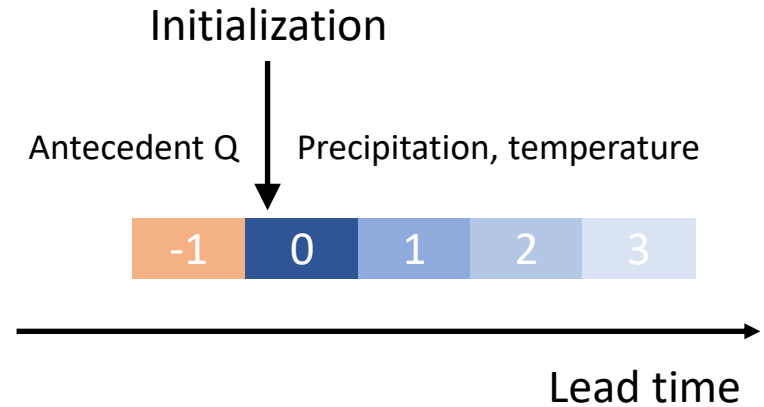 Initialization
Antecedent Q Precipitation, temperature
-1 0 1 2 3
Lead time